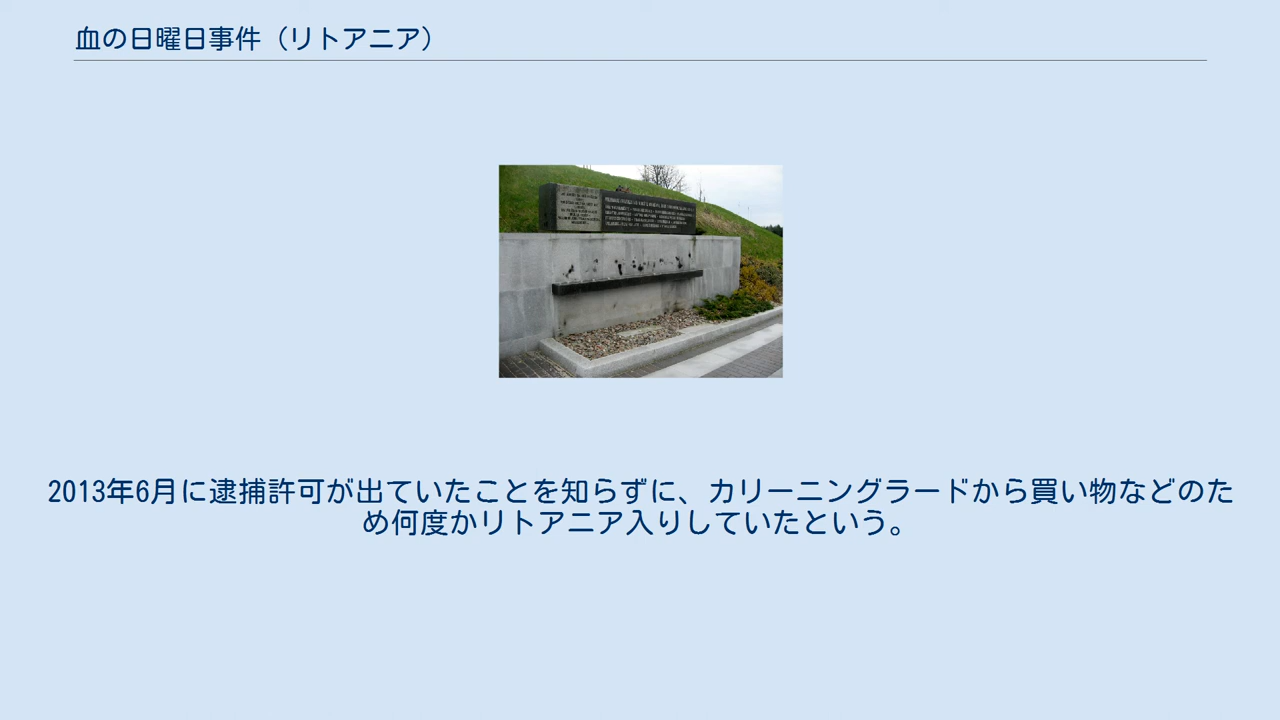 血の日曜日事件（リトアニア）
2013年6月に逮捕許可が出ていたことを知らずに、カリーニングラードから買い物などのた
め何度かリトアニア入りしていたという。